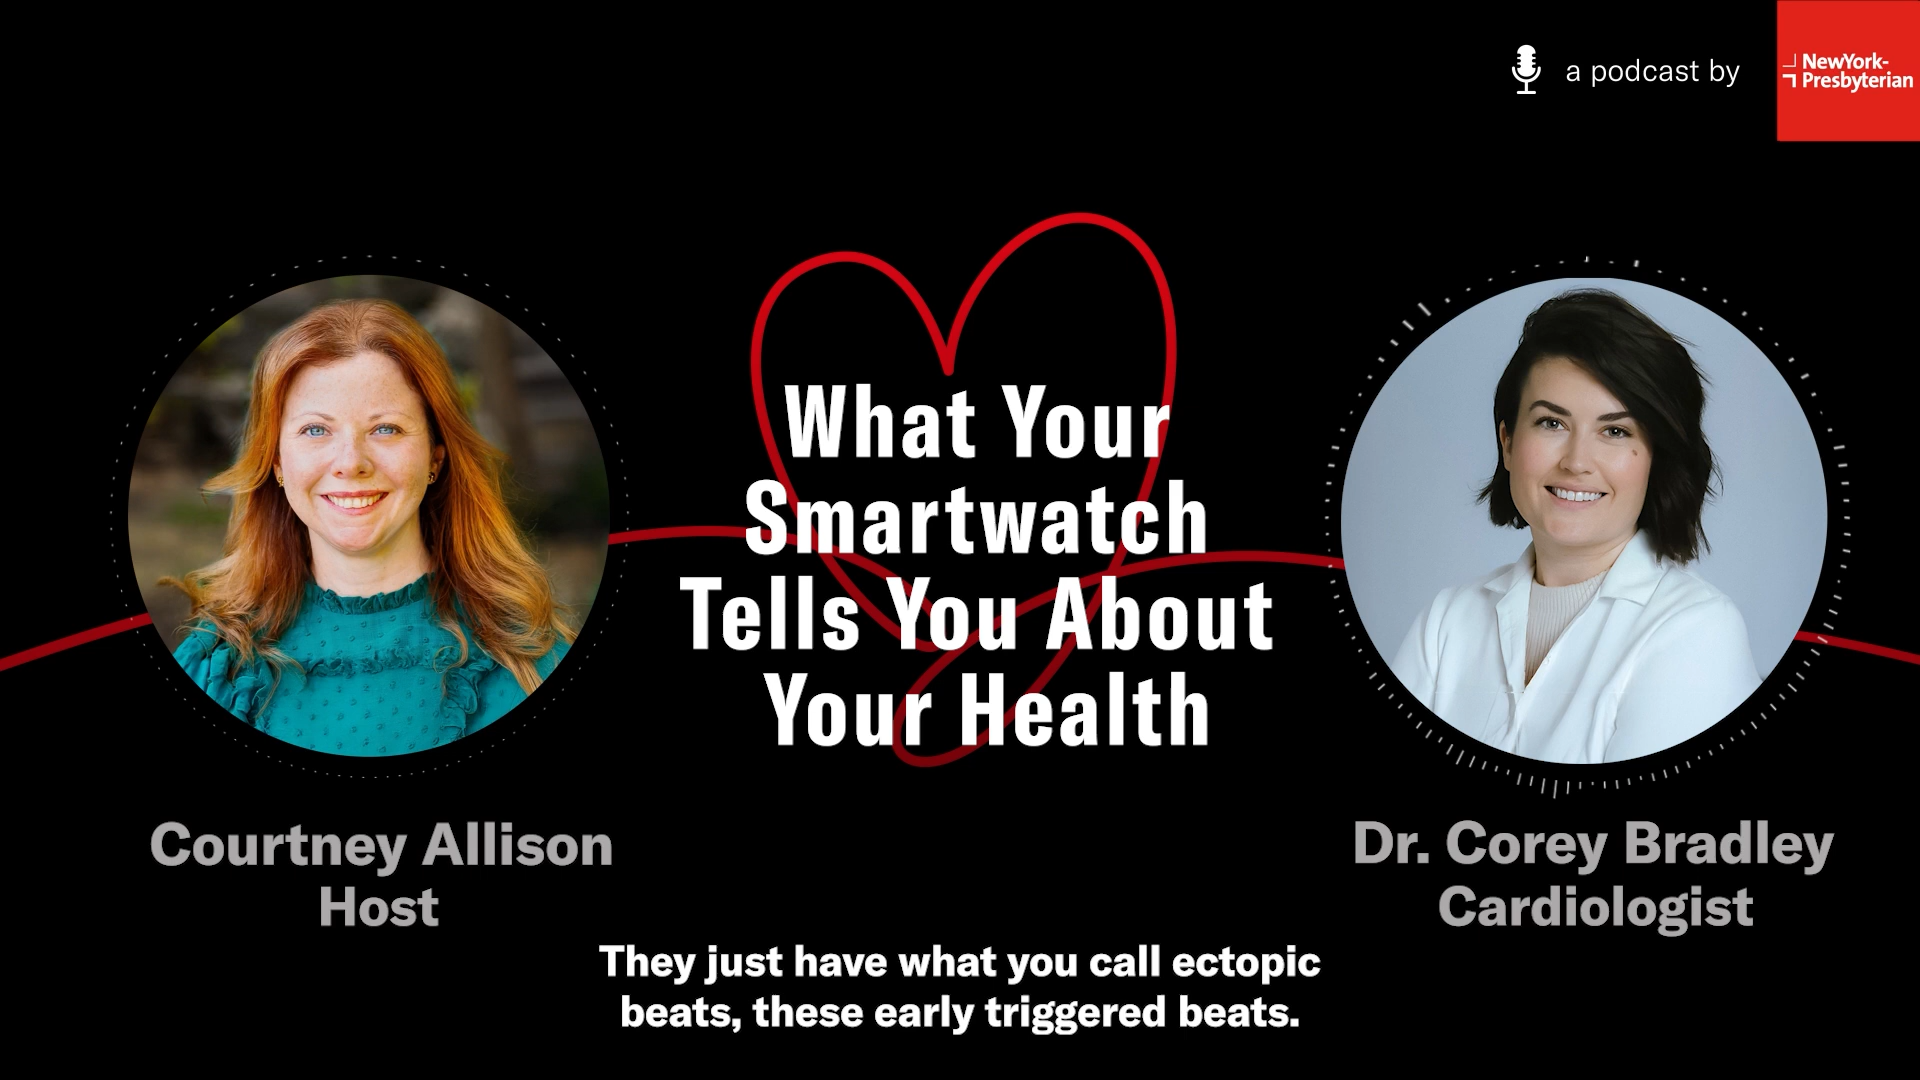 a podcast by
NewYork-
Presbyterian
What Your
Smartwatch
Tells You About
Your Health
Courtney Allison
Host
Dr. Corey Bradley
Cardiologist
They just have what you call ectopic
beats, these early triggered beats.